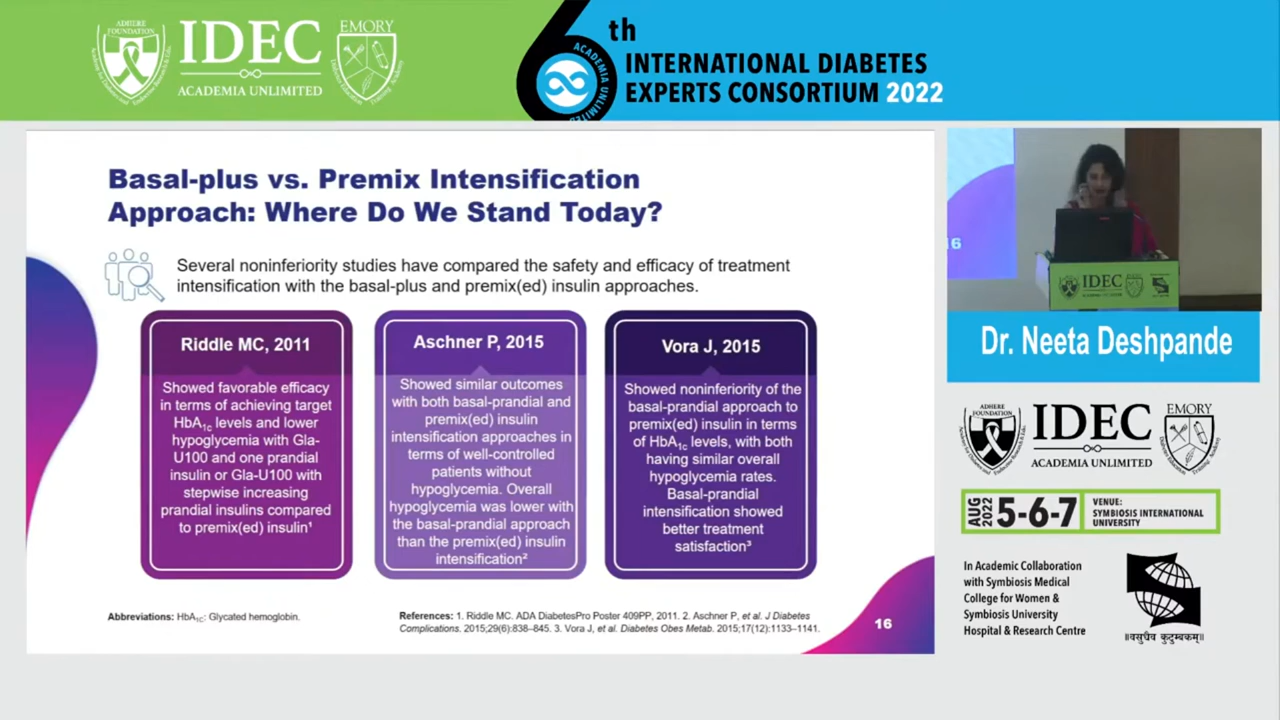 ADHERE
FOUNDATION
IDEC
ACADEMIA UNLIMITED
EMORY
6th
ACADEMIA UNLIMITED
INTERNATIONAL DIABETES
EXPERTS CONSORTIUM 2022
Basal-plus vs. Premix Intensification
Approach: Where Do We Stand Today?
Several noninferiority studies have compared the safety and efficacy of treatment
intensification with the basal-plus and premix(ed) insulin approaches.
Riddle MC, 2011
Showed favorable efficacy
in terms of achieving target
HbA1c levels and lower
hypoglycemia with Gla-
U100 and one prandial
insulin or Gla-U100 with
stepwise increasing
prandial insulins compared
to premix(ed) insulin¹
Aschner P, 2015
Showed similar outcomes
with both basal-prandial and
premix(ed) insulin
intensification approaches in
terms of well-controlled
patients without
hypoglycemia. Overall
hypoglycemia was lower with
the basal-prandial approach
than the premix(ed) insulin
intensification²
Vora J, 2015
Showed noninferiority of the
basal-prandial approach to
premix(ed) insulin in terms
of HbA1c levels, with both
having similar overall
hypoglycemia rates.
Basal-prandial
intensification showed
better treatment
satisfaction³
Abbreviations: HbA1C: Glycated hemoglobin.
References: 1. Riddle MC. ADA DiabetesPro Poster 409PP, 2011. 2. Aschner P, et al. J Diabetes
Complications. 2015;29(6):838–845. 3. Vora J, et al. Diabetes Obes Metab. 2015;17(12):1133–1141.
16
16
IDEC
Dr. Neeta Deshpande
ADHERE
FOUNDATION
IDEC
ACADEMIA UNLIMITED
EMORY
AUG
2022
5-6-7
VENUE:
SYMBIOSIS INTERNATIONAL
UNIVERSITY
In Academic Collaboration
with Symbiosis Medical
College for Women &
Symbiosis University
Hospital & Research Centre
॥वसुधैव कुटुम्बकम्॥